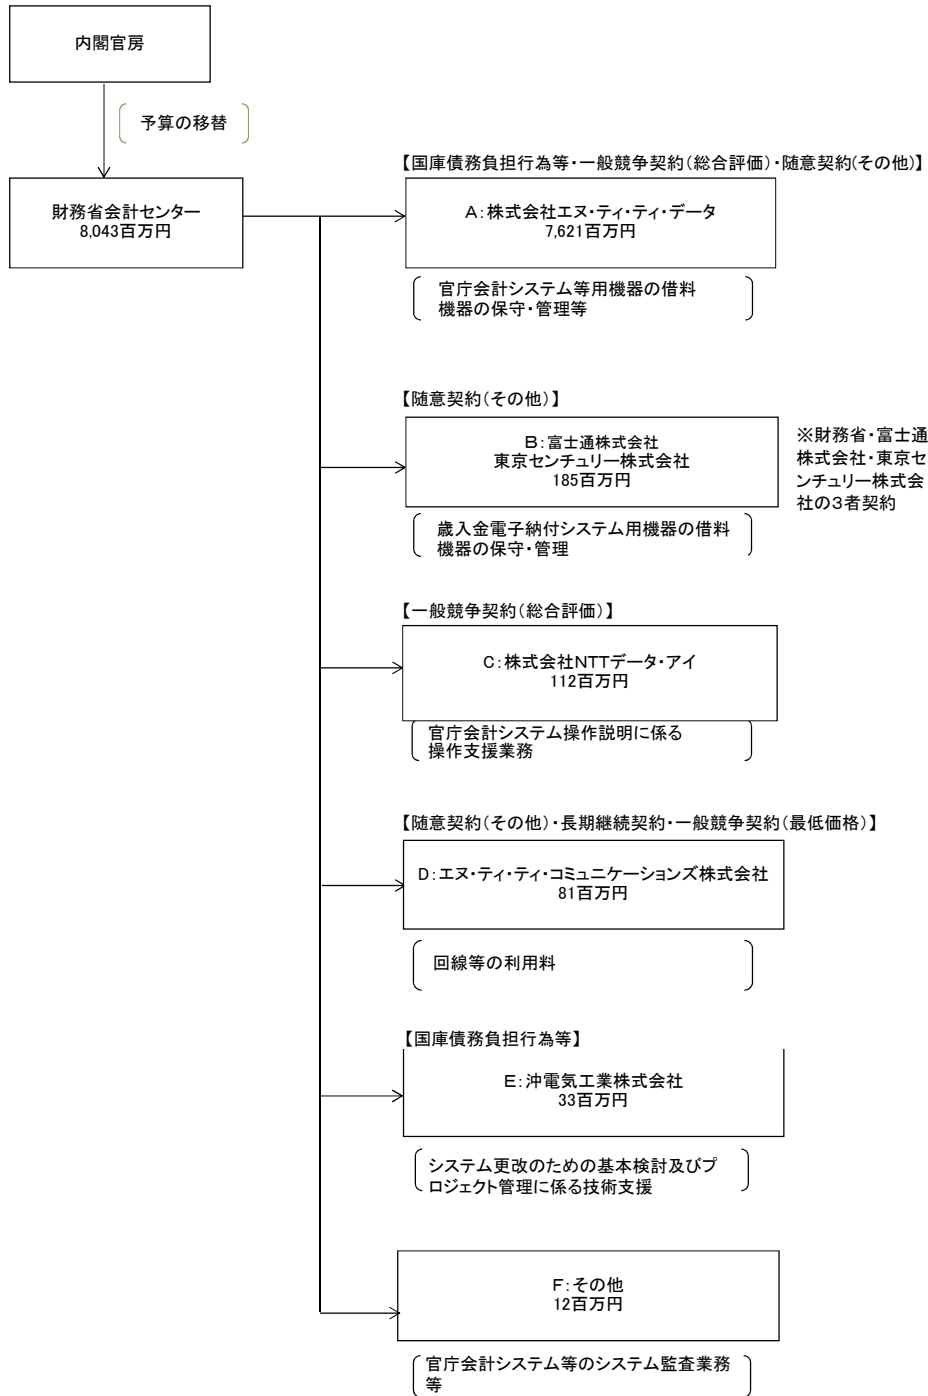 内閣官房
予算の移替
財務省会計センター
8,043百万円
【国庫債務負担行為等・一般競争契約(総合評価)・随意契約(その他)】
A:株式会社エヌ・ティ・ティ・データ
7,621百万円
官庁会計システム等用機器の借料
機器の保守・管理等
【随意契約(その他)】
B:富士通株式会社
東京センチュリー株式会社
185百万円
※財務省・富士通
株式会社・東京セ
ンチュリー株式会
社の3者契約
歳入金電子納付システム用機器の借料
機器の保守・管理
【一般競争契約(総合評価)】
C:株式会社NTTデータ・アイ
112百万円
官庁会計システム操作説明に係る
操作支援業務
【随意契約(その他)・長期継続契約・一般競争契約(最低価格)】
D:エヌ・ティ・ティ・コミュニケーションズ株式会社
81百万円
回線等の利用料
【国庫債務負担行為等】
E:沖電気工業株式会社
33百万円
システム更改のための基本検討及びプ
ロジェクト管理に係る技術支援
F:その他
12百万円
官庁会計システム等のシステム監査業務
等